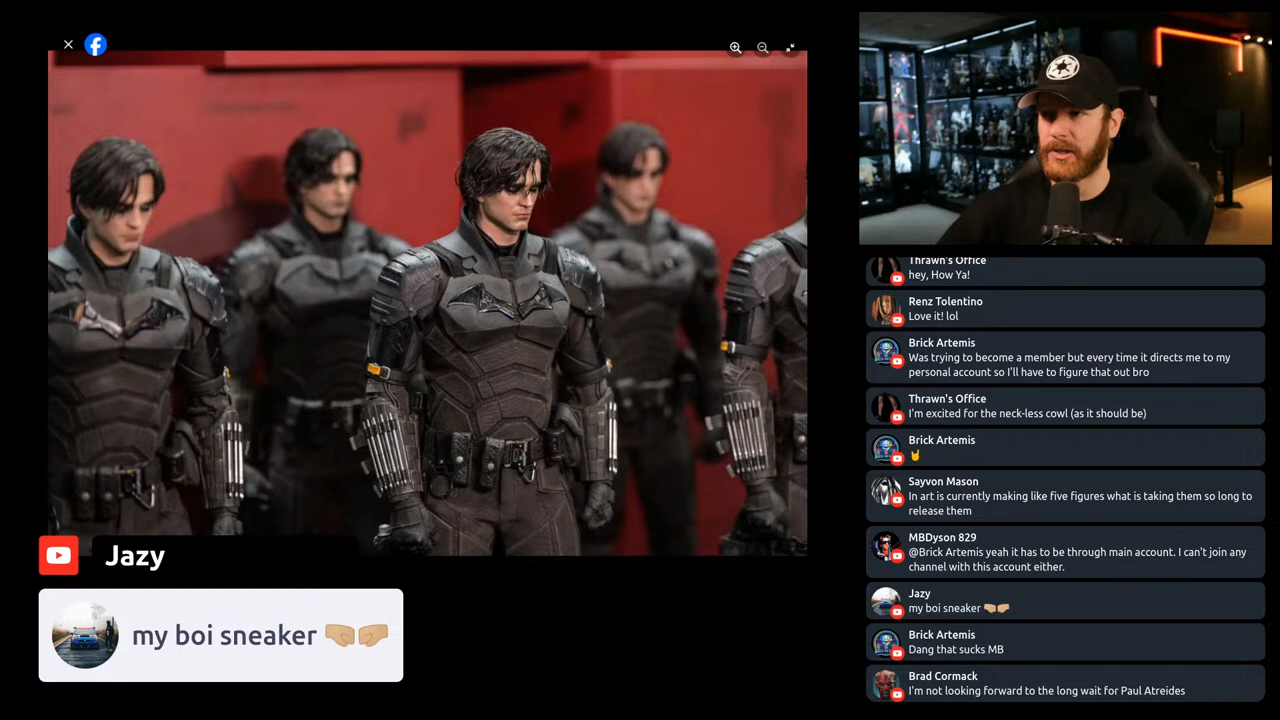 Jazy
my boi sneaker 🤛🏼🤜🏼
Thrawn's Office
hey, How Ya!
Renz Tolentino
Love it! lol
Brick Artemis
Was trying to become a member but every time it directs me to my
personal account so I'll have to figure that out bro
Thrawn's Office
I'm excited for the neck-less cowl (as it should be)
Brick Artemis
🤘
Sayvon Mason
In art is currently making like five figures what is taking them so long to
release them
MBDyson 829
@Brick Artemis yeah it has to be through main account. I can't join any
channel with this account either.
Jazy
my boi sneaker 🤛🏼🤜🏼
Brick Artemis
Dang that sucks MB
Brad Cormack
I'm not looking forward to the long wait for Paul Atreides